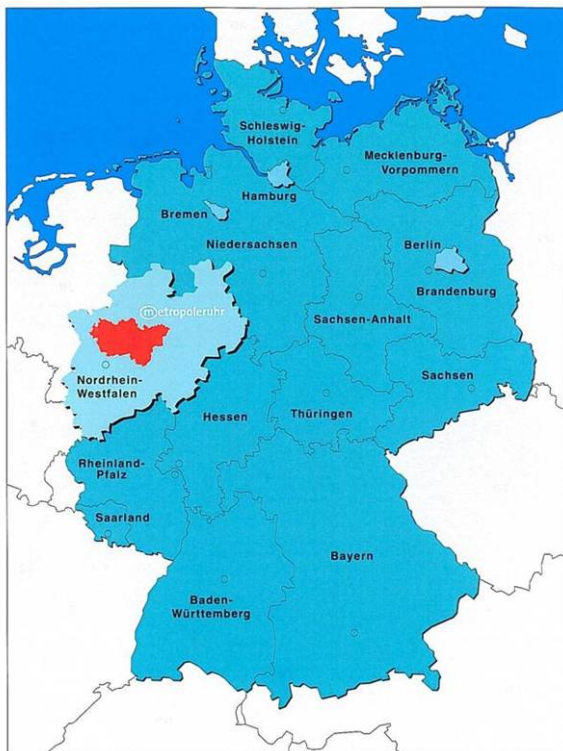 Schleswig-
Holstein
Mecklenburg-
Vorpommern
Hamburg
Bremen
Niedersachsen
Berlin
Brandenburg
metropoleruhr
Sachsen-Anhalt
Nordrhein-
Westfalen
Sachsen
Hessen
Thüringen
Rheinland-
Pfalz
Saarland
Bayern
Baden-
Württemberg